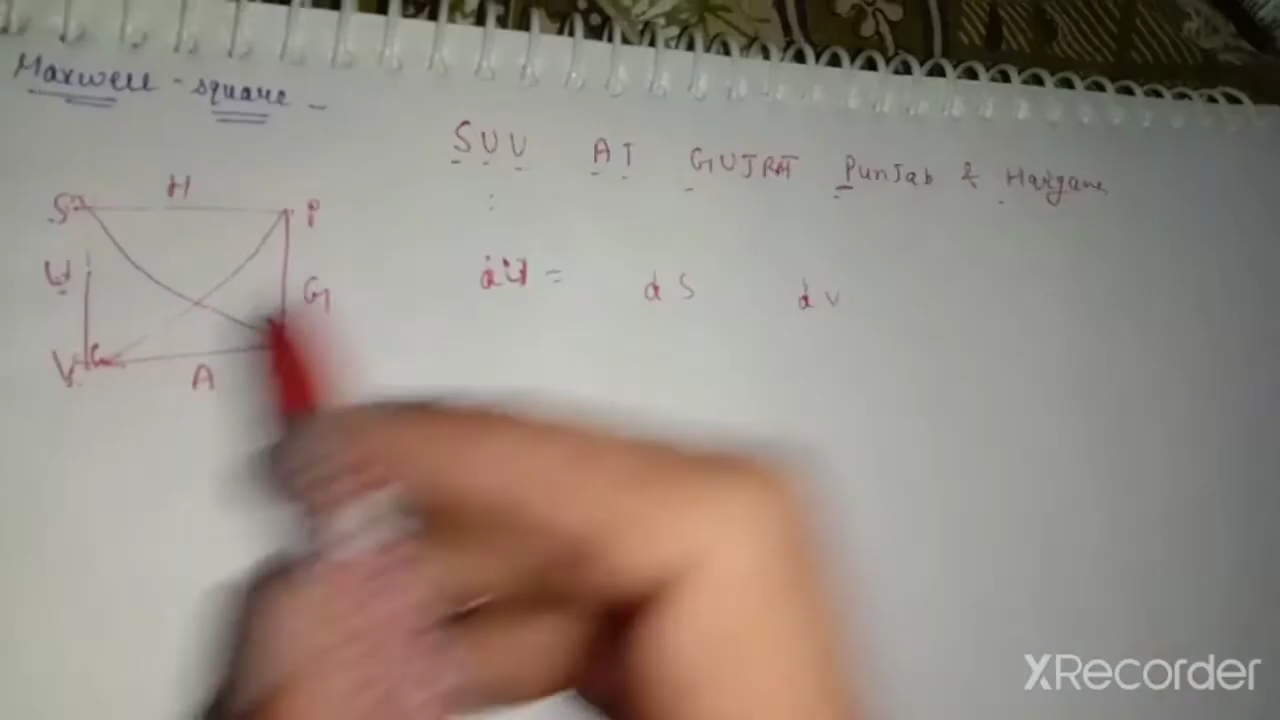 Maxwell - square -
SUV AT GUJRAT Punjab & Haryana
S H P
U G
V A
dU = dS dV
XRecorder